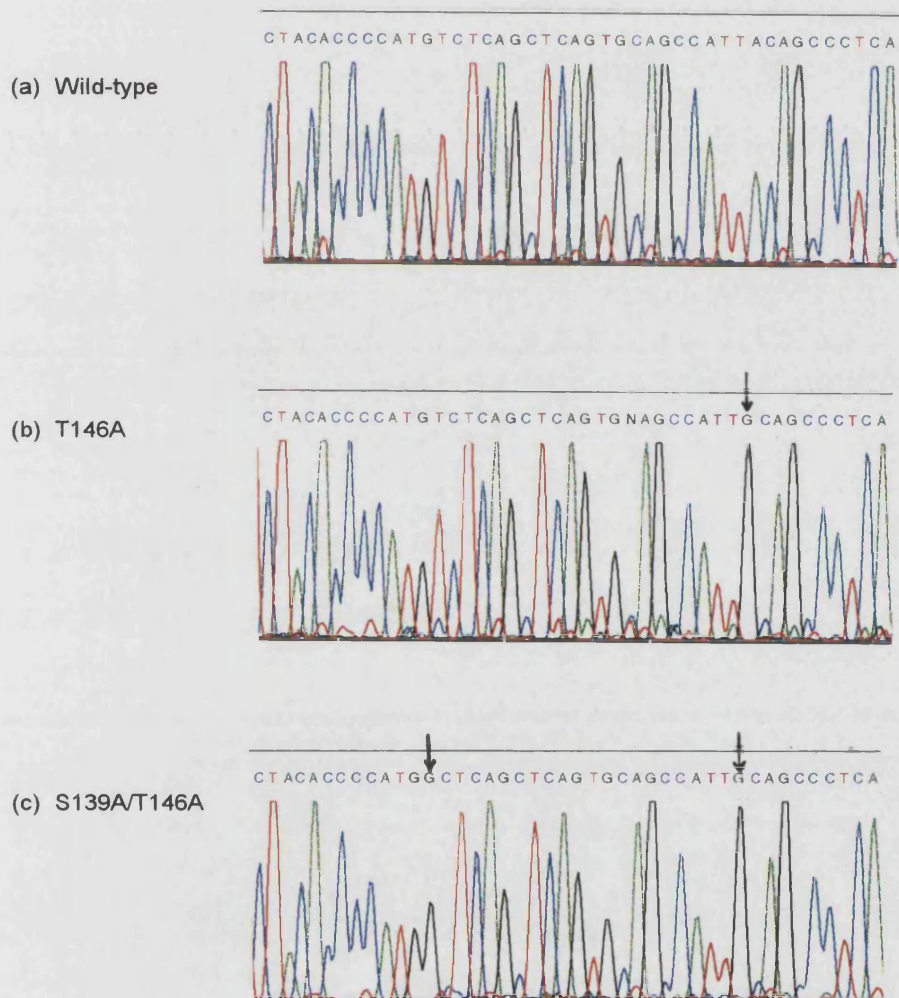 CTACACCCCATGTCTCAGCTCAGTGCAGCCATTACAGCCCTCA
(a) Wild-type
CTACACCCCATGTCTCAGCTCAGTGNAGCCATTGCAGCCCTCA
(b) T146A
CTACACCCCATGGCTCAGCTCAGTGCAGCCATTGCAGCCCTCA
(c) S139A/T146A